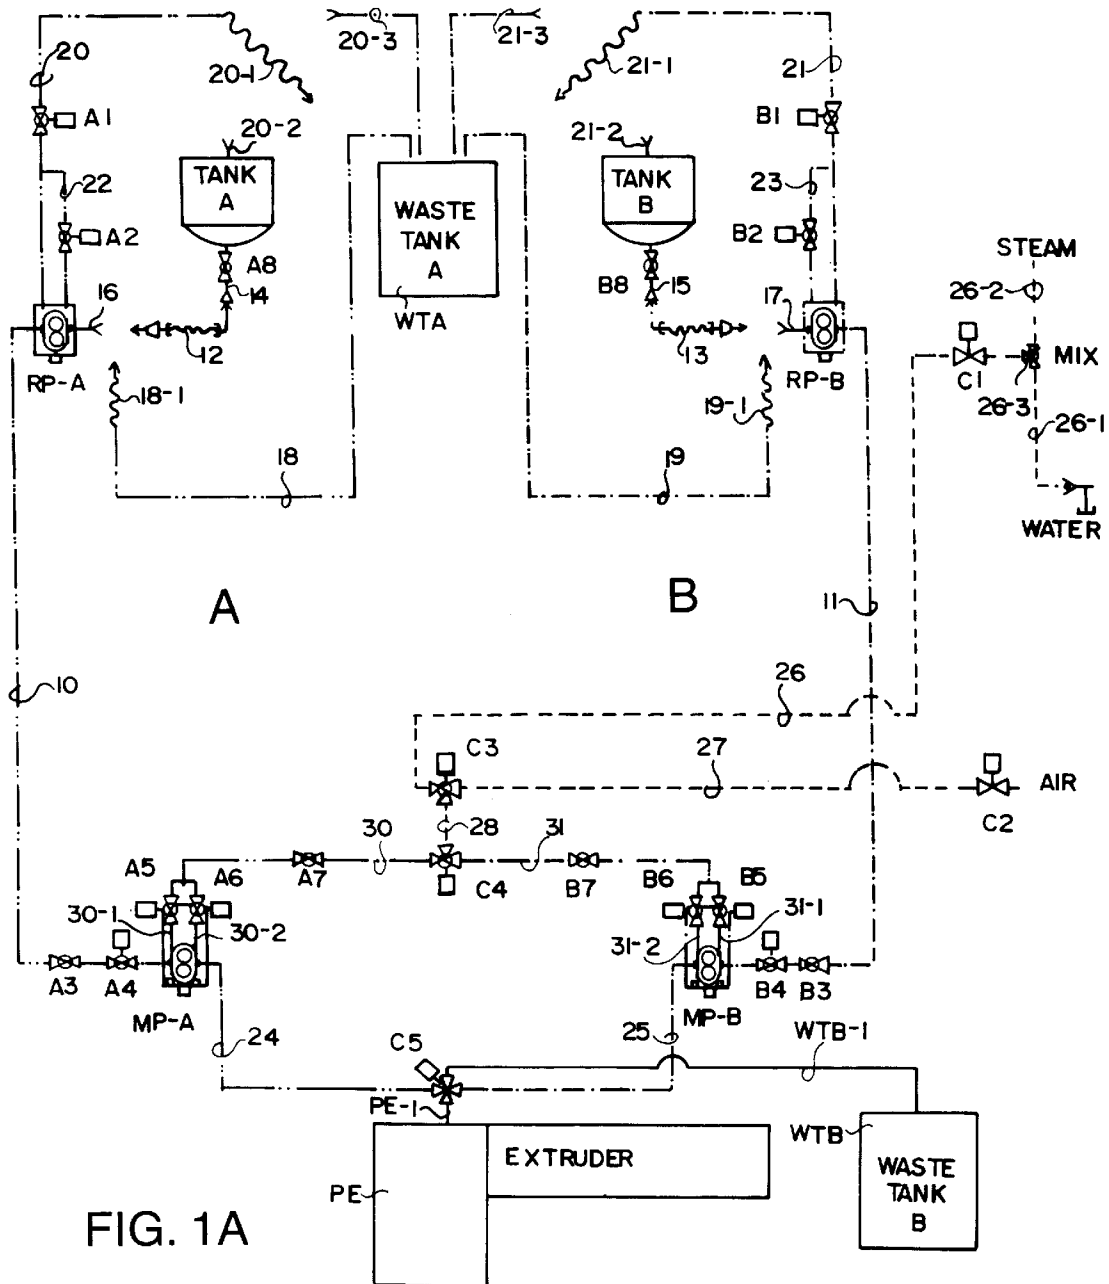 20
20-1
20-3
21-3
21-1
21
A1
B1
20-2
21-2
TANK
A
WASTE
TANK
A
TANK
B
22
23
A2
B2
A8
14
B8
15
STEAM
26-2
16
WTA
17
12
13
C1
MIX
RP-A
RP-B
26-3
18-1
19-1
26-1
18
19
WATER
A
B
11
10
26
C3
27
AIR
C2
28
30
31
A5
A6
A7
C4
B7
B6
B5
30-1
30-2
31-1
31-2
A3
A4
B4
B3
MP-A
MP-B
24
25
WTB-1
C5
PE-1
WTB
EXTRUDER
WASTE
TANK
B
PE
FIG. 1A